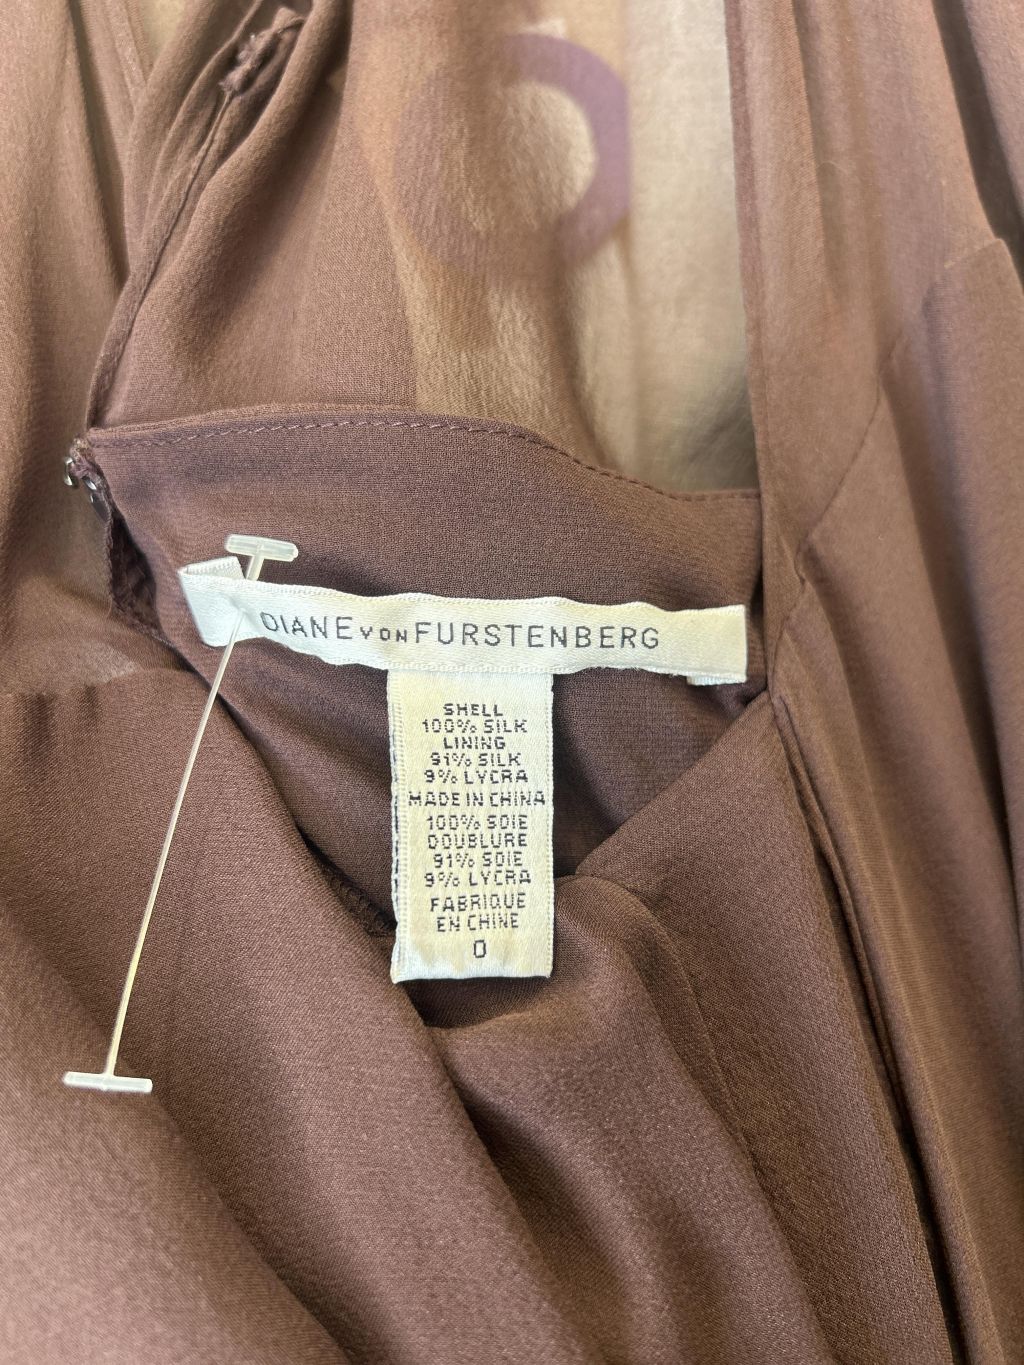 DIANE VON FURSTENBERG
SHELL
100% SILK
LINING
91% SILK
9% LYCRA
MADE IN CHINA
100% SOIE
DOUBLURE
91% SOIE
9% LYCRA
FABRIQUE
EN CHINE
0